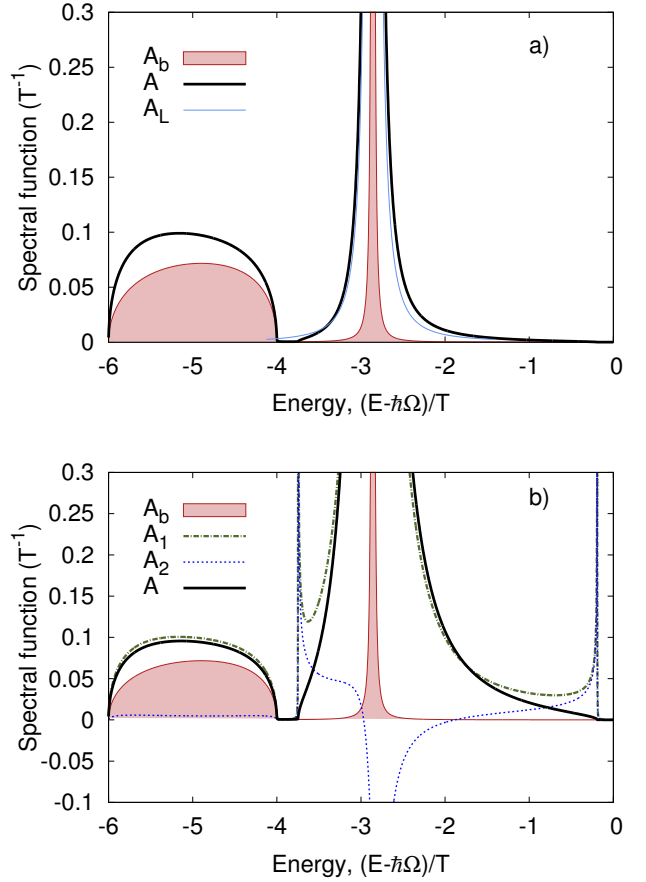 a)
A_b
A
A_L
Spectral function (T^-1)
0.3
0.25
0.2
0.15
0.1
0.05
0
-6 -5 -4 -3 -2 -1 0
Energy, (E-ℏΩ)/T
b)
A_b
A_1
A_2
A
Spectral function (T^-1)
0.3
0.25
0.2
0.15
0.1
0.05
0
-0.05
-0.1
-6 -5 -4 -3 -2 -1 0
Energy, (E-ℏΩ)/T